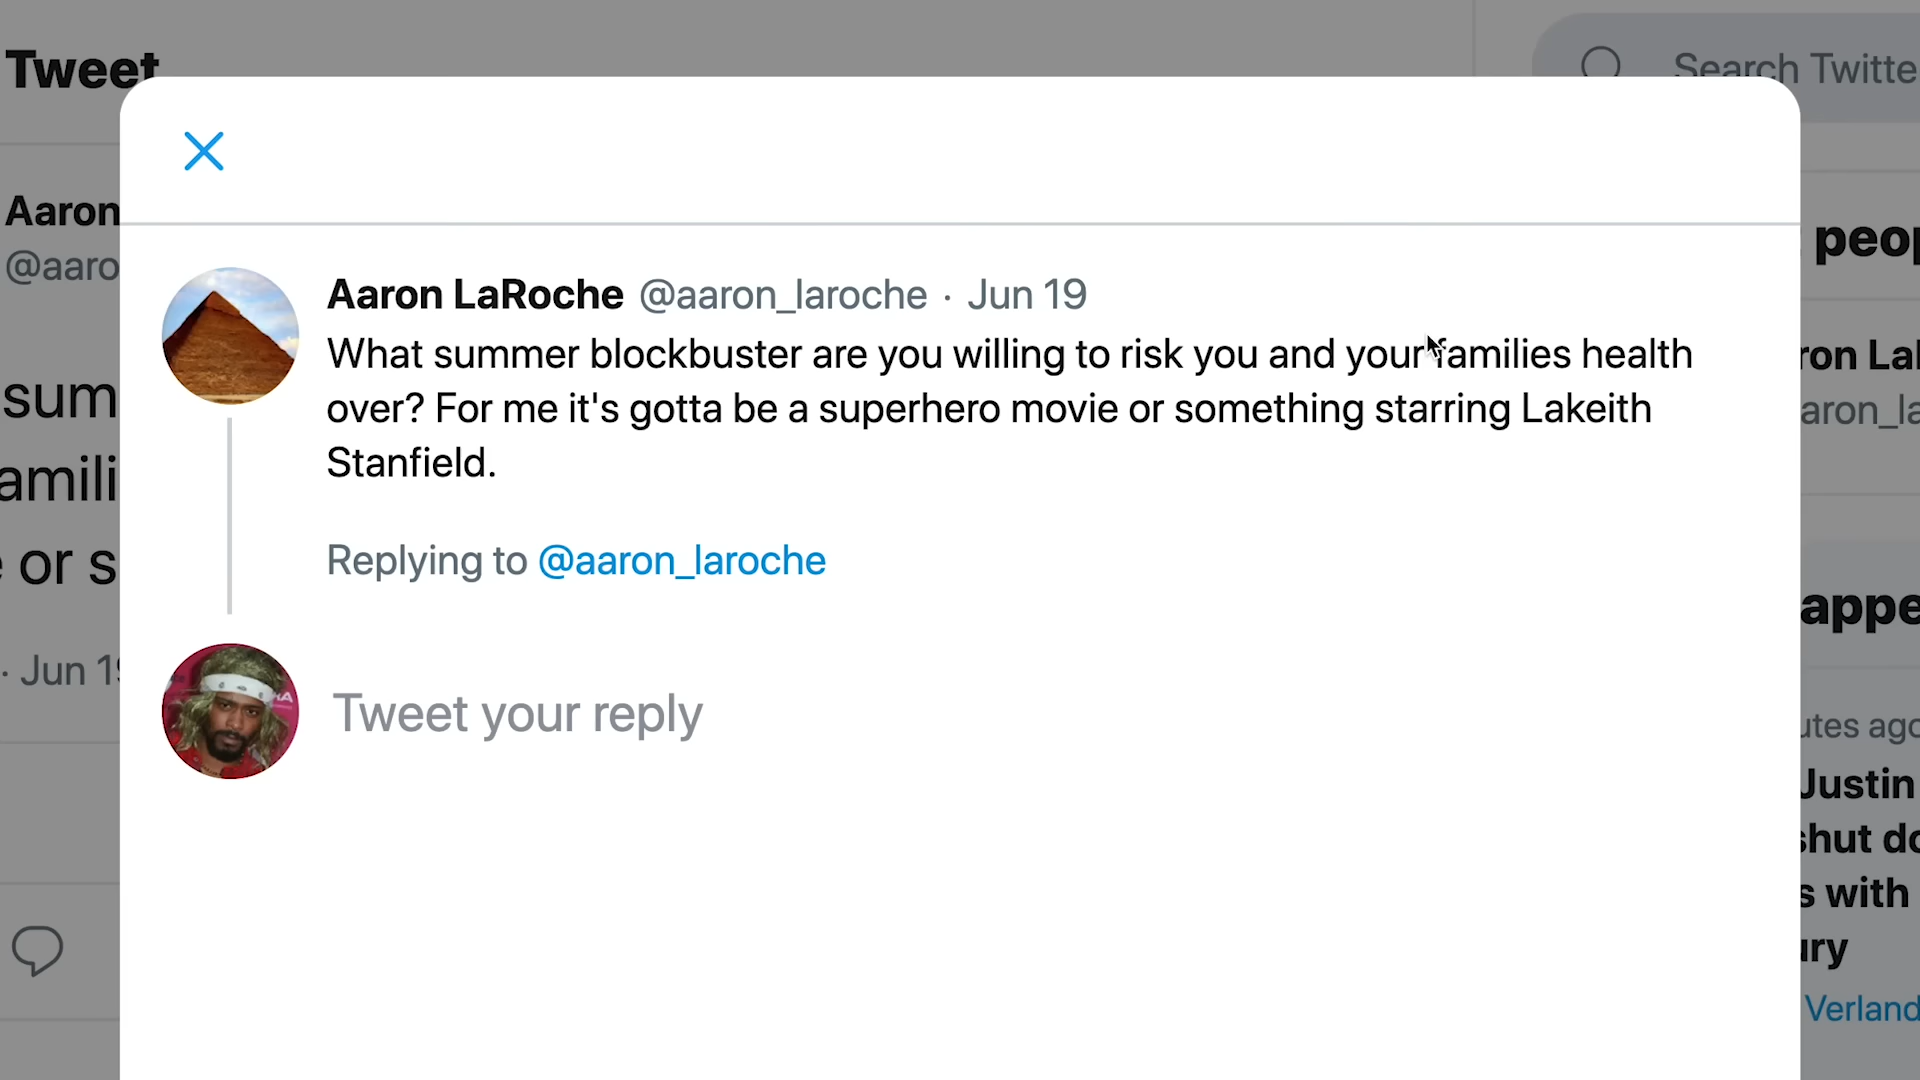 Tweet
Search Twitte
Aaron
@aaro
Aaron LaRoche @aaron_laroche · Jun 19
What summer blockbuster are you willing to risk you and your families health
over? For me it's gotta be a superhero movie or something starring Lakeith
Stanfield.
Replying to @aaron_laroche
Tweet your reply
sum
amili
e or s
· Jun 19
peop
ron Lal
aron_la
appe
utes ago
Justin
shut do
s with
ury
Verland